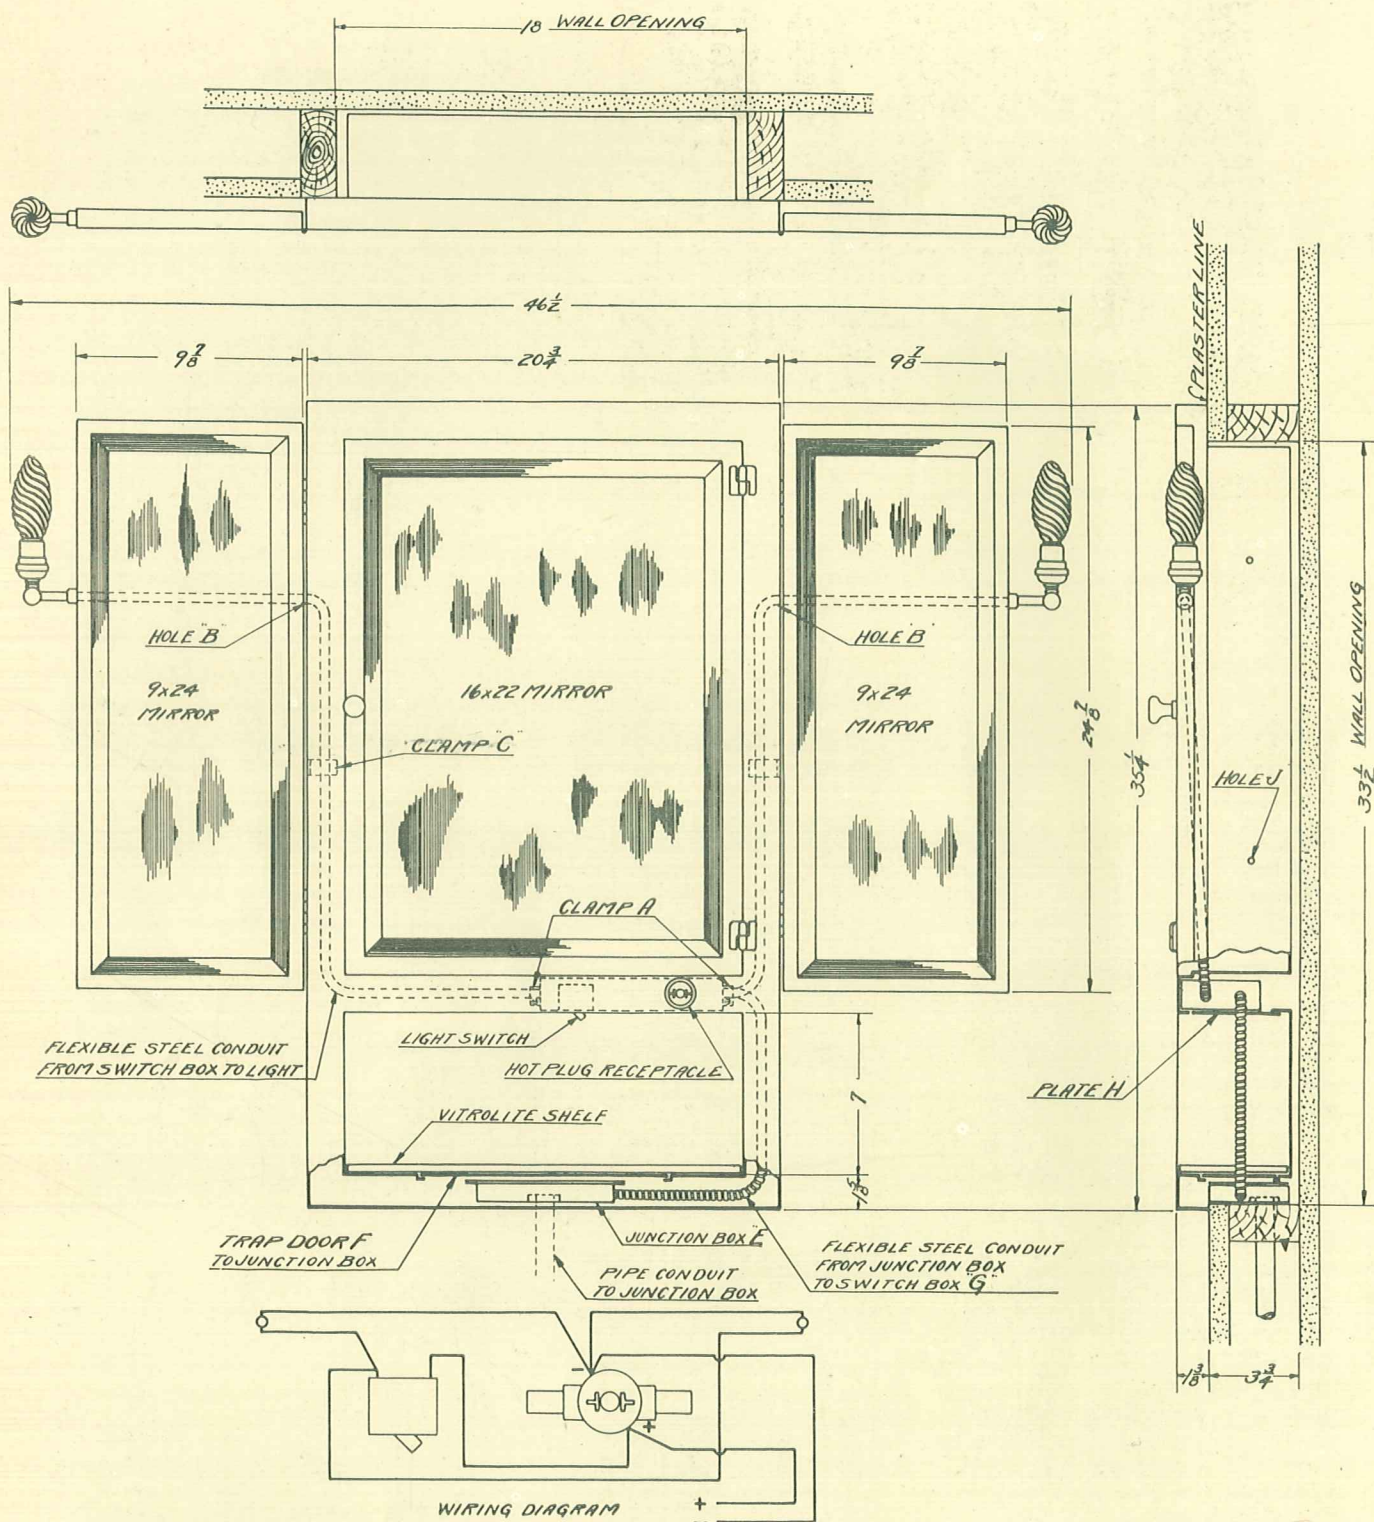 18 WALL OPENING
46 1/2
9 7/8
20 3/4
9 7/8
PLASTER LINE
HOLE "B"
HOLE B
9x24
MIRROR
16x22 MIRROR
9x24
MIRROR
CLAMP "C"
24 7/8
35 1/4
HOLE J
33 1/2 WALL OPENING
CLAMP A
LIGHT SWITCH
HOT PLUG RECEPTACLE
FLEXIBLE STEEL CONDUIT
FROM SWITCH BOX TO LIGHT
VITROLITE SHELF
7
PLATE H
1 5/8
TRAP DOOR F
TO JUNCTION BOX
JUNCTION BOX E
PIPE CONDUIT
TO JUNCTION BOX
FLEXIBLE STEEL CONDUIT
FROM JUNCTION BOX
TO SWITCH BOX "G"
1 3/8
3 3/4
-
+
WIRING DIAGRAM
+